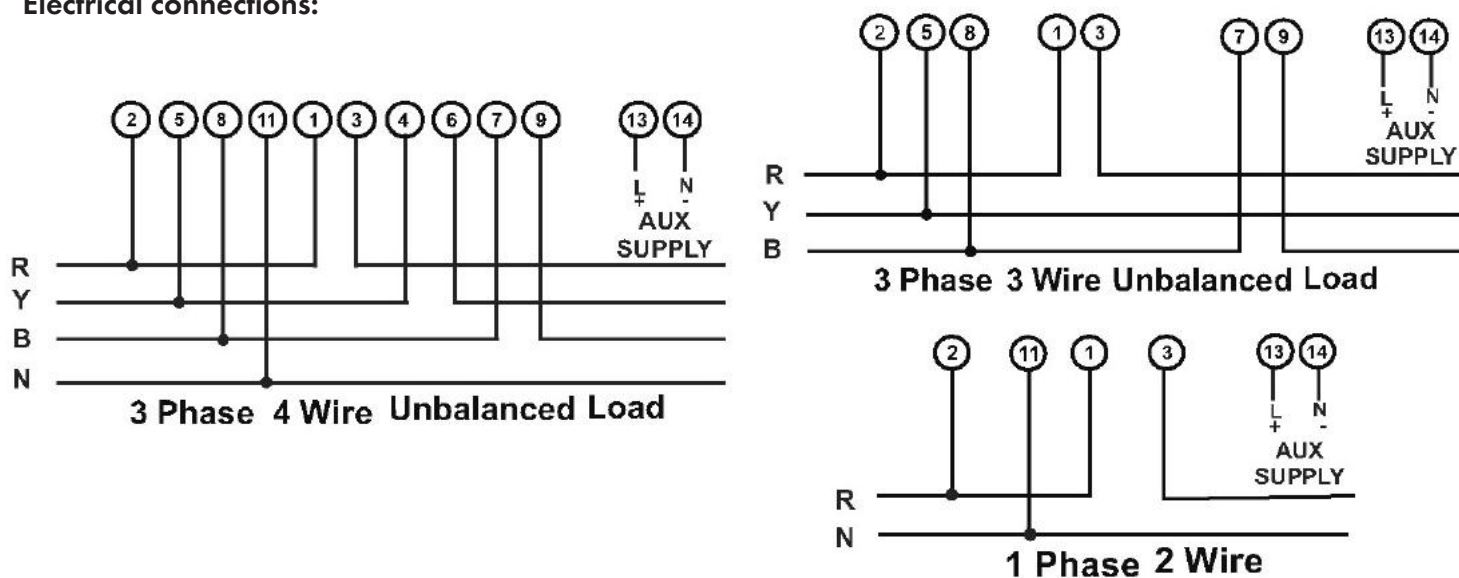 Electrical connections:
2 5 8 11 1 3 4 6 7 9 13 14
L N
+ -
AUX
SUPPLY
R
Y
B
N
3 Phase 4 Wire Unbalanced Load
2 5 8 1 3 7 9 13 14
L N
+ -
AUX
SUPPLY
R
Y
B
3 Phase 3 Wire Unbalanced Load
2 11 1 3 13 14
L N
+ -
AUX
SUPPLY
R
N
1 Phase 2 Wire